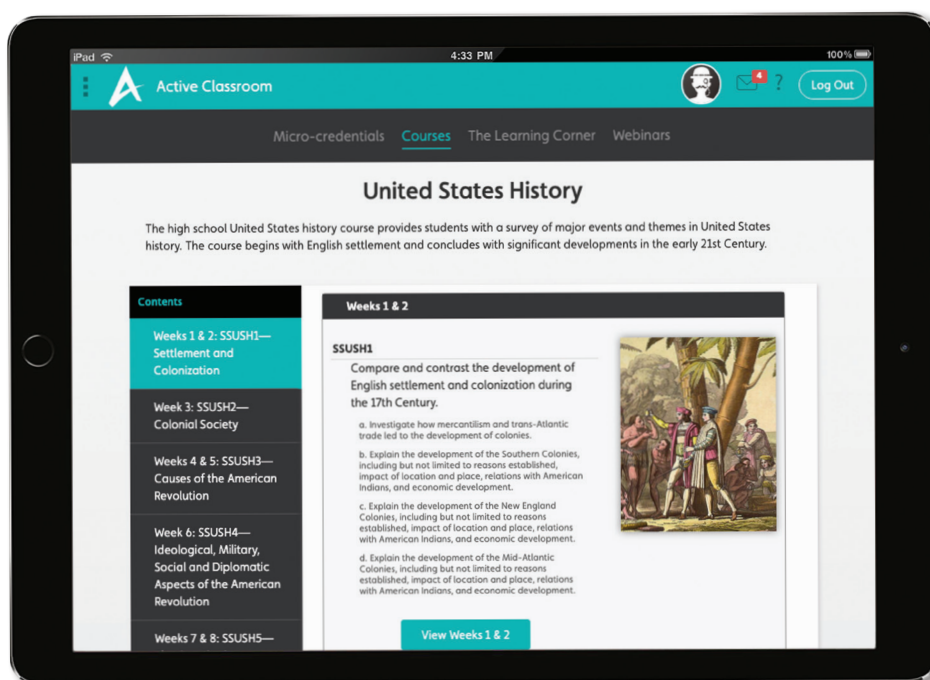 iPad
4:33 PM
100%
Active Classroom
4
?
Log Out
Micro-credentials Courses The Learning Corner Webinars
United States History
The high school United States history course provides students with a survey of major events and themes in United States
history. The course begins with English settlement and concludes with significant developments in the early 21st Century.
Contents
Weeks 1 & 2: SSUSH1—
Settlement and
Colonization
Week 3: SSUSH2—
Colonial Society
Weeks 4 & 5: SSUSH3—
Causes of the American
Revolution
Week 6: SSUSH4—
Ideological, Military,
Social and Diplomatic
Aspects of the American
Revolution
Weeks 7 & 8: SSUSH5—
Weeks 1 & 2
SSUSH1
Compare and contrast the development of
English settlement and colonization during
the 17th Century.
a. Investigate how mercantilism and trans-Atlantic
trade led to the development of colonies.
b. Explain the development of the Southern Colonies,
including but not limited to reasons established,
impact of location and place, relations with American
Indians, and economic development.
c. Explain the development of the New England
Colonies, including but not limited to reasons
established, impact of location and place, relations
with American Indians, and economic development.
d. Explain the development of the Mid-Atlantic
Colonies, including but not limited to reasons
established, impact of location and place, relations
with American Indians, and economic development.
View Weeks 1 & 2